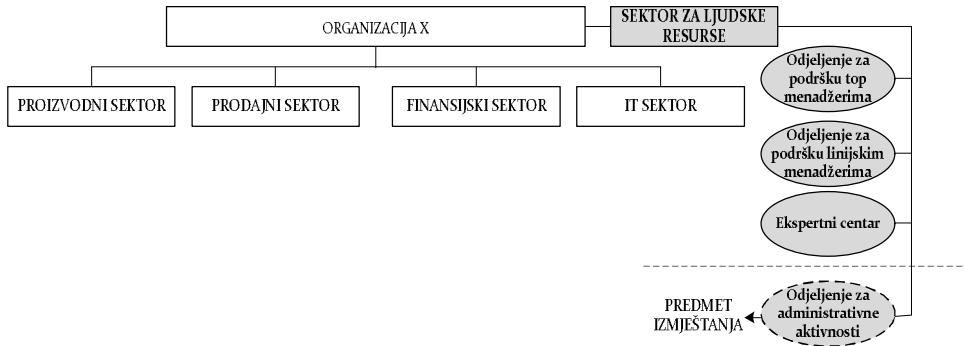 ORGANIZACIJA X
SEKTOR ZA LJUDSKE
RESURSE
PROIZVODNI SEKTOR
PRODAJNI SEKTOR
FINANSIJSKI SEKTOR
IT SEKTOR
Odjeljenje za
podršku top
menadžerima
Odjeljenje za
podršku linijskim
menadžerima
Ekspertni centar
PREDMET
IZMJEŠTANJA
Odjeljenje za
administrativne
aktivnosti